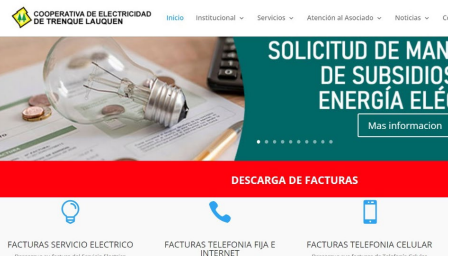 COOPERATIVA DE ELECTRICIDAD
DE TRENQUE LAUQUEN
Inicio Institucional Servicios Atención al Asociado Noticias
SOLICITUD DE MAN
DE SUBSIDIOS
ENERGÍA ELÉ
Mas informacion
DESCARGA DE FACTURAS
FACTURAS SERVICIO ELECTRICO
FACTURAS TELEFONIA FIJA E
INTERNET
FACTURAS TELEFONIA CELULAR